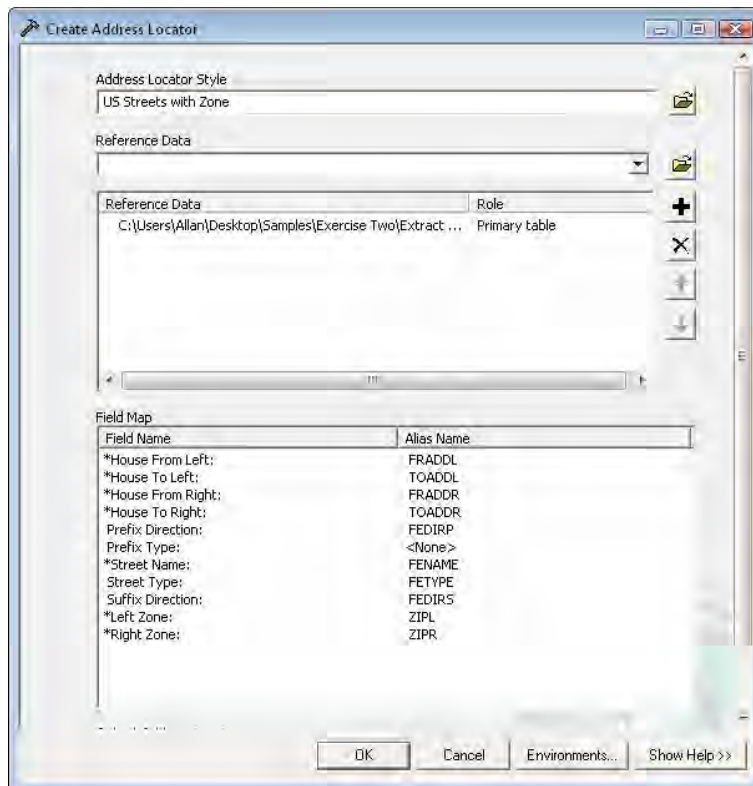 Create Address Locator
Address Locator Style
US Streets with Zone
Reference Data
Reference Data Role
C:\Users\Allan\Desktop\Samples\Exercise Two\Extract ... Primary table
Field Map
Field Name Alias Name
*House From Left: FRADDL
*House To Left: TOADDL
*House From Right: FRADDR
*House To Right: TOADDR
Prefix Direction: FEDIRP
Prefix Type: <None>
*Street Name: FENAME
Street Type: FETYPE
Suffix Direction: FEDIRS
*Left Zone: ZIPL
*Right Zone: ZIPR
OK Cancel Environments... Show Help >>